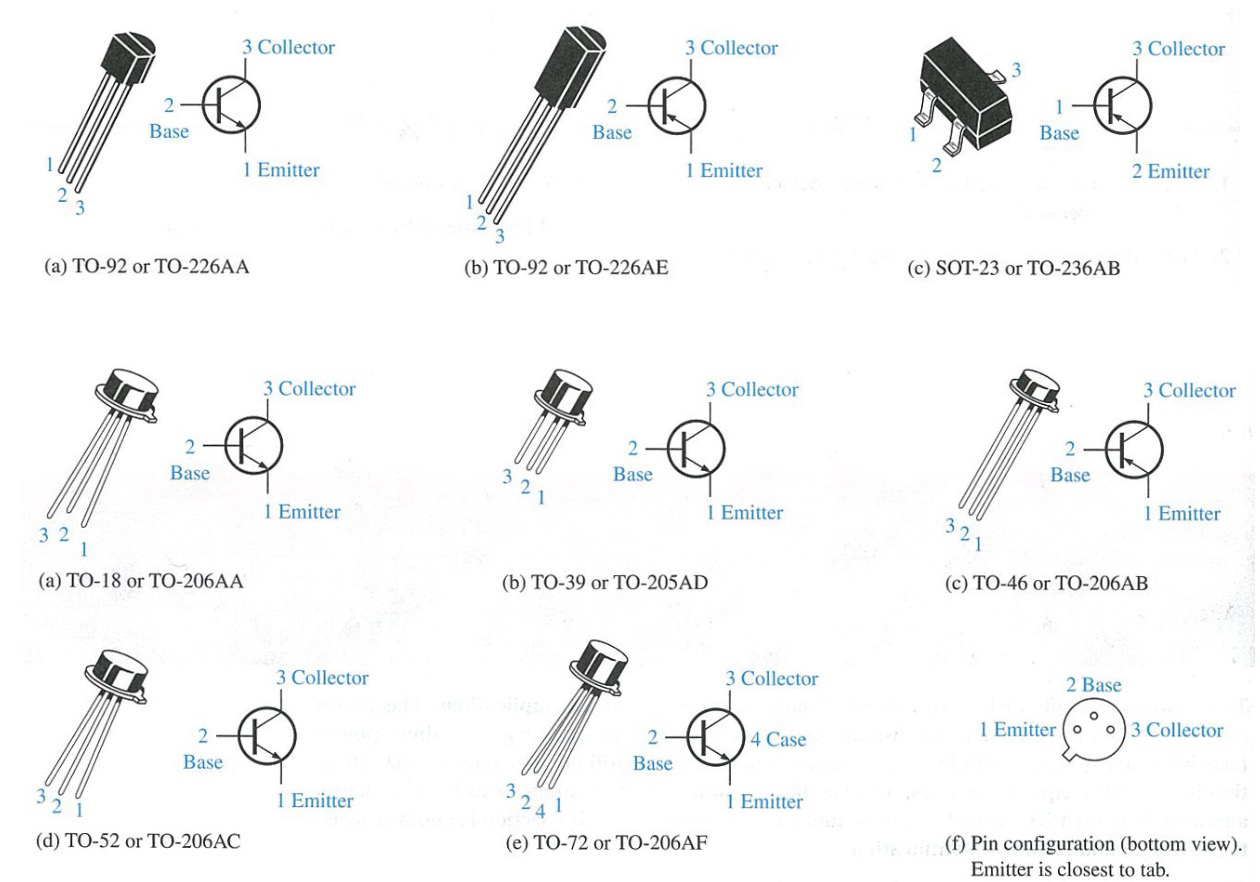 3 Collector
2
Base
1 Emitter
1
2
3
(a) TO-92 or TO-226AA
3 Collector
2
Base
1 Emitter
1
2
3
(b) TO-92 or TO-226AE
3 Collector
3
1
Base
2 Emitter
1
2
(c) SOT-23 or TO-236AB
3 Collector
2
Base
1 Emitter
3 2
1
(a) TO-18 or TO-206AA
3 Collector
2
Base
1 Emitter
3
2
1
(b) TO-39 or TO-205AD
3 Collector
2
Base
1 Emitter
3
2
1
(c) TO-46 or TO-206AB
3 Collector
2
Base
1 Emitter
3
2
1
(d) TO-52 or TO-206AC
3 Collector
2
4 Case
Base
1 Emitter
3
2
4
1
(e) TO-72 or TO-206AF
2 Base
1 Emitter
3 Collector
(f) Pin configuration (bottom view).
Emitter is closest to tab.